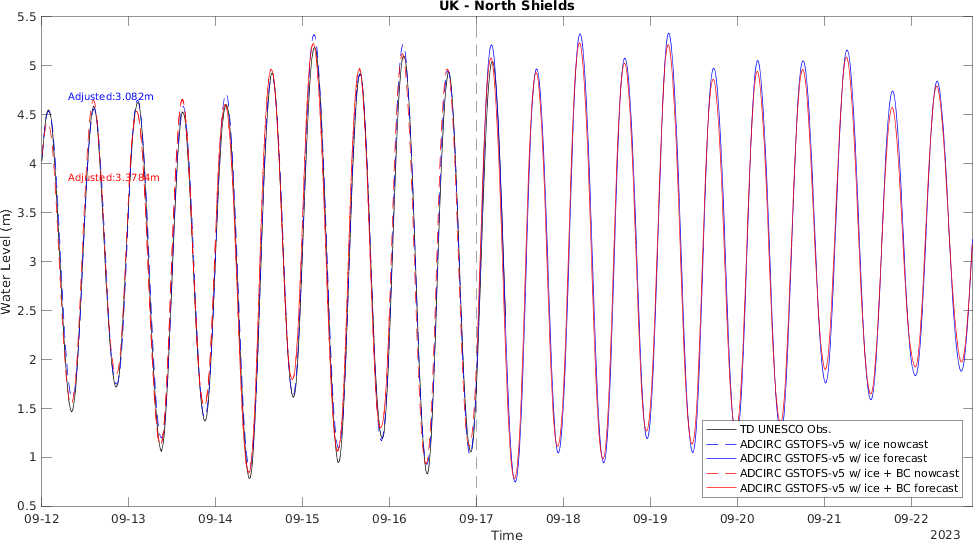 UK - North Shields
5.5
5
4.5
4
3.5
3
2.5
2
1.5
1
0.5
Water Level (m)
Adjusted:3.082m
Adjusted:3.3784m
TD UNESCO Obs.
ADCIRC GSTOFS-v5 w/ ice nowcast
ADCIRC GSTOFS-v5 w/ ice forecast
ADCIRC GSTOFS-v5 w/ ice + BC nowcast
ADCIRC GSTOFS-v5 w/ ice + BC forecast
09-12 09-13 09-14 09-15 09-16 09-17 09-18 09-19 09-20 09-21 09-22
Time
2023